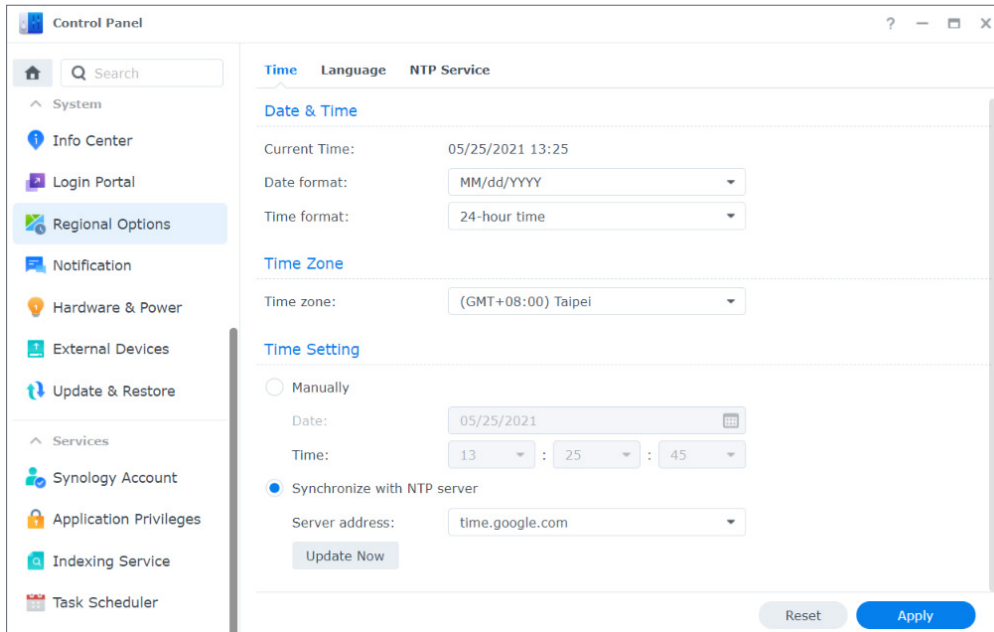 Control Panel
?
Search
System
Info Center
Login Portal
Regional Options
Notification
Hardware & Power
External Devices
Update & Restore
Services
Synology Account
Application Privileges
Indexing Service
Task Scheduler
Time Language NTP Service
Date & Time
Current Time: 05/25/2021 13:25
Date format: MM/dd/YYYY
Time format: 24-hour time
Time Zone
Time zone: (GMT+08:00) Taipei
Time Setting
Manually
Date: 05/25/2021
Time: 13 : 25 : 45
Synchronize with NTP server
Server address: time.google.com
Update Now
Reset Apply